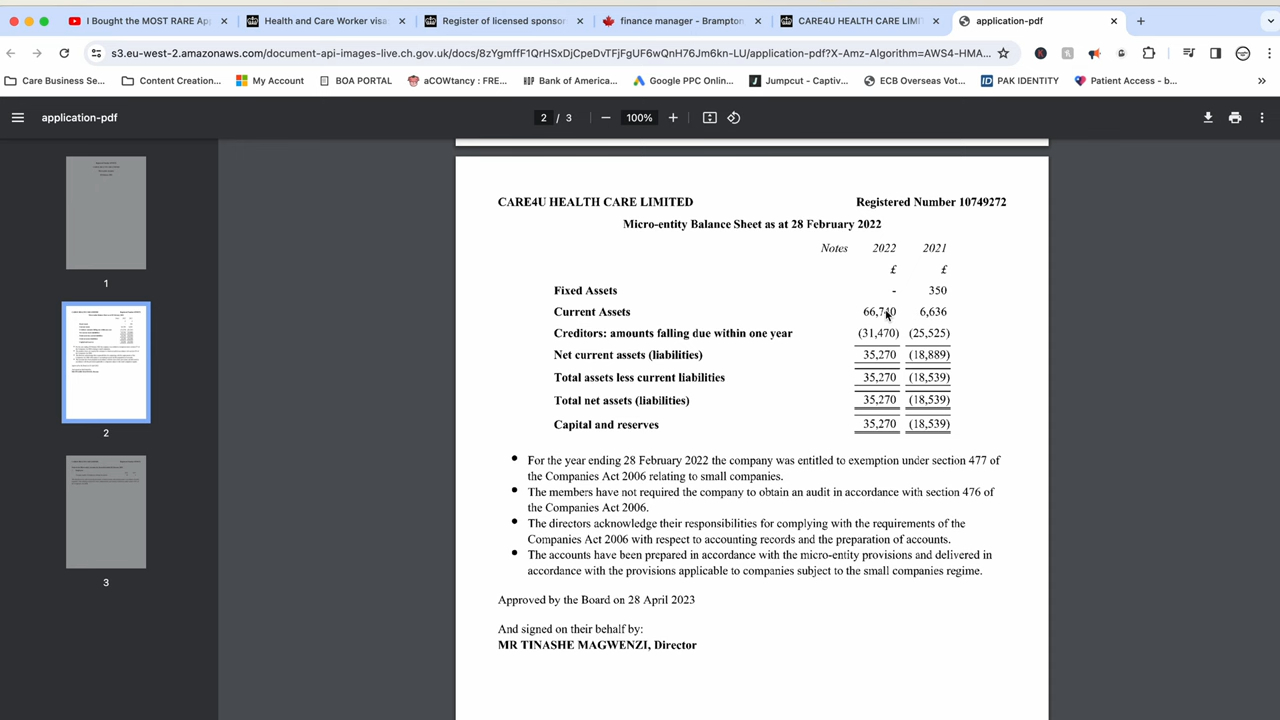 I Bought the MOST RARE Ap
Health and Care Worker visa
Register of licensed sponsor
finance manager - Brampton
CARE4U HEALTH CARE LIMI
application-pdf
s3.eu-west-2.amazonaws.com/document-api-images-live.ch.gov.uk/docs/8zYgmffF1QrHSxDjCpeDvTFjFgUF6wQnH76Jm6kn-LU/application-pdf?X-Amz-Algorithm=AWS4-HMA...
Care Business Se...
Content Creation...
My Account
BOA PORTAL
aCOWtancy : FRE...
Bank of America...
Google PPC Onlin...
Jumpcut - Captiv...
ECB Overseas Vot...
PAK IDENTITY
Patient Access - b...
application-pdf
2 / 3
100%
1
2
3
CARE4U HEALTH CARE LIMITED Registered Number 10749272
Micro-entity Balance Sheet as at 28 February 2022
Notes 2022 2021
£ £
Fixed Assets - 350
Current Assets 6,636
Creditors: amounts falling due within one year (31,470) (25,525)
Net current assets (liabilities) 35,270 (18,889)
Total assets less current liabilities 35,270 (18,539)
Total net assets (liabilities) 35,270 (18,539)
Capital and reserves 35,270 (18,539)
For the year ending 28 February 2022 the company was entitled to exemption under section 477 of
the Companies Act 2006 relating to small companies.
The members have not required the company to obtain an audit in accordance with section 476 of
the Companies Act 2006.
The directors acknowledge their responsibilities for complying with the requirements of the
Companies Act 2006 with respect to accounting records and the preparation of accounts.
The accounts have been prepared in accordance with the micro-entity provisions and delivered in
accordance with the provisions applicable to companies subject to the small companies regime.
Approved by the Board on 28 April 2023
And signed on their behalf by:
MR TINASHE MAGWENZI, Director